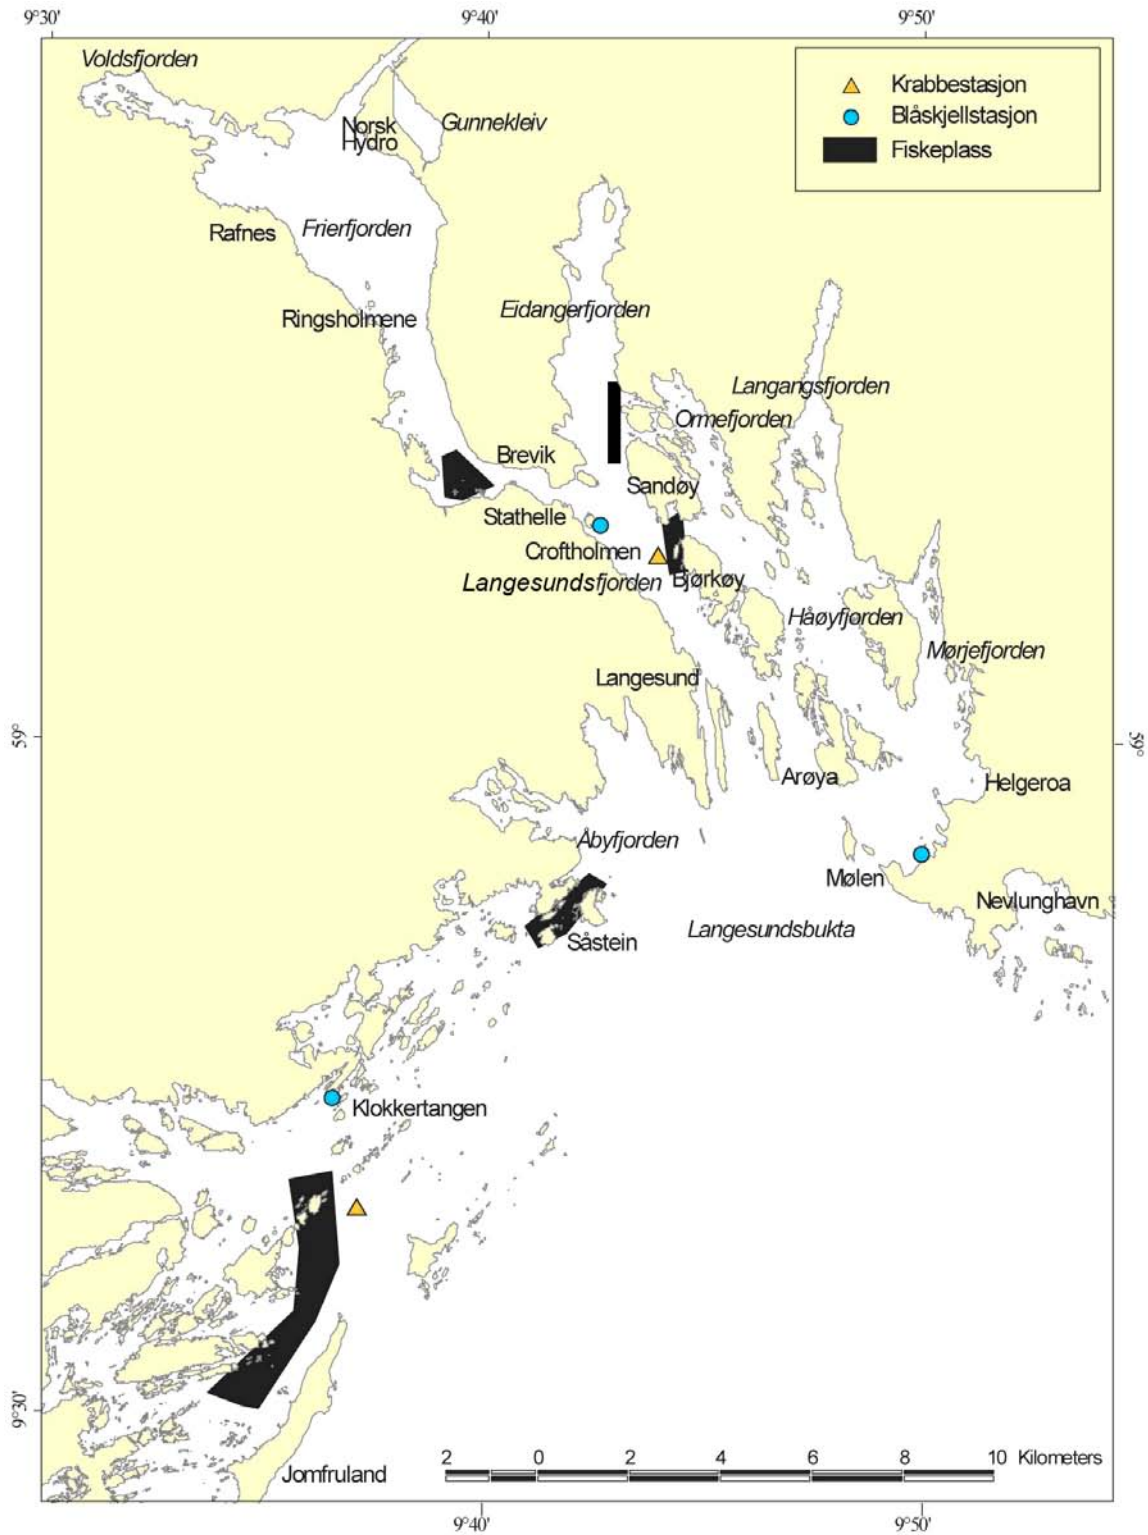 9°30'
9°40'
9°50'
Voldsfjorden
Krabbestasjon
Blåskjellstasjon
Fiskeplass
Norsk
Hydro
Gunnekleiv
Rafnes
Frierfjorden
Ringsholmene
Eidangerfjorden
Langangsfjorden
Ormefjorden
Brevik
Sandøy
Stathelle
Croftholmen
Langesundsfjorden
Bjørkøy
Håøyfjorden
Mørjefjorden
Langesund
59°
59°
Arøya
Helgeroa
Åbyfjorden
Mølen
Nevlunghavn
Langesundsbukta
Såstein
Klokkertangen
9°30'
Jomfruland
2 0 2 4 6 8 10 Kilometers
9°40'
9°50'